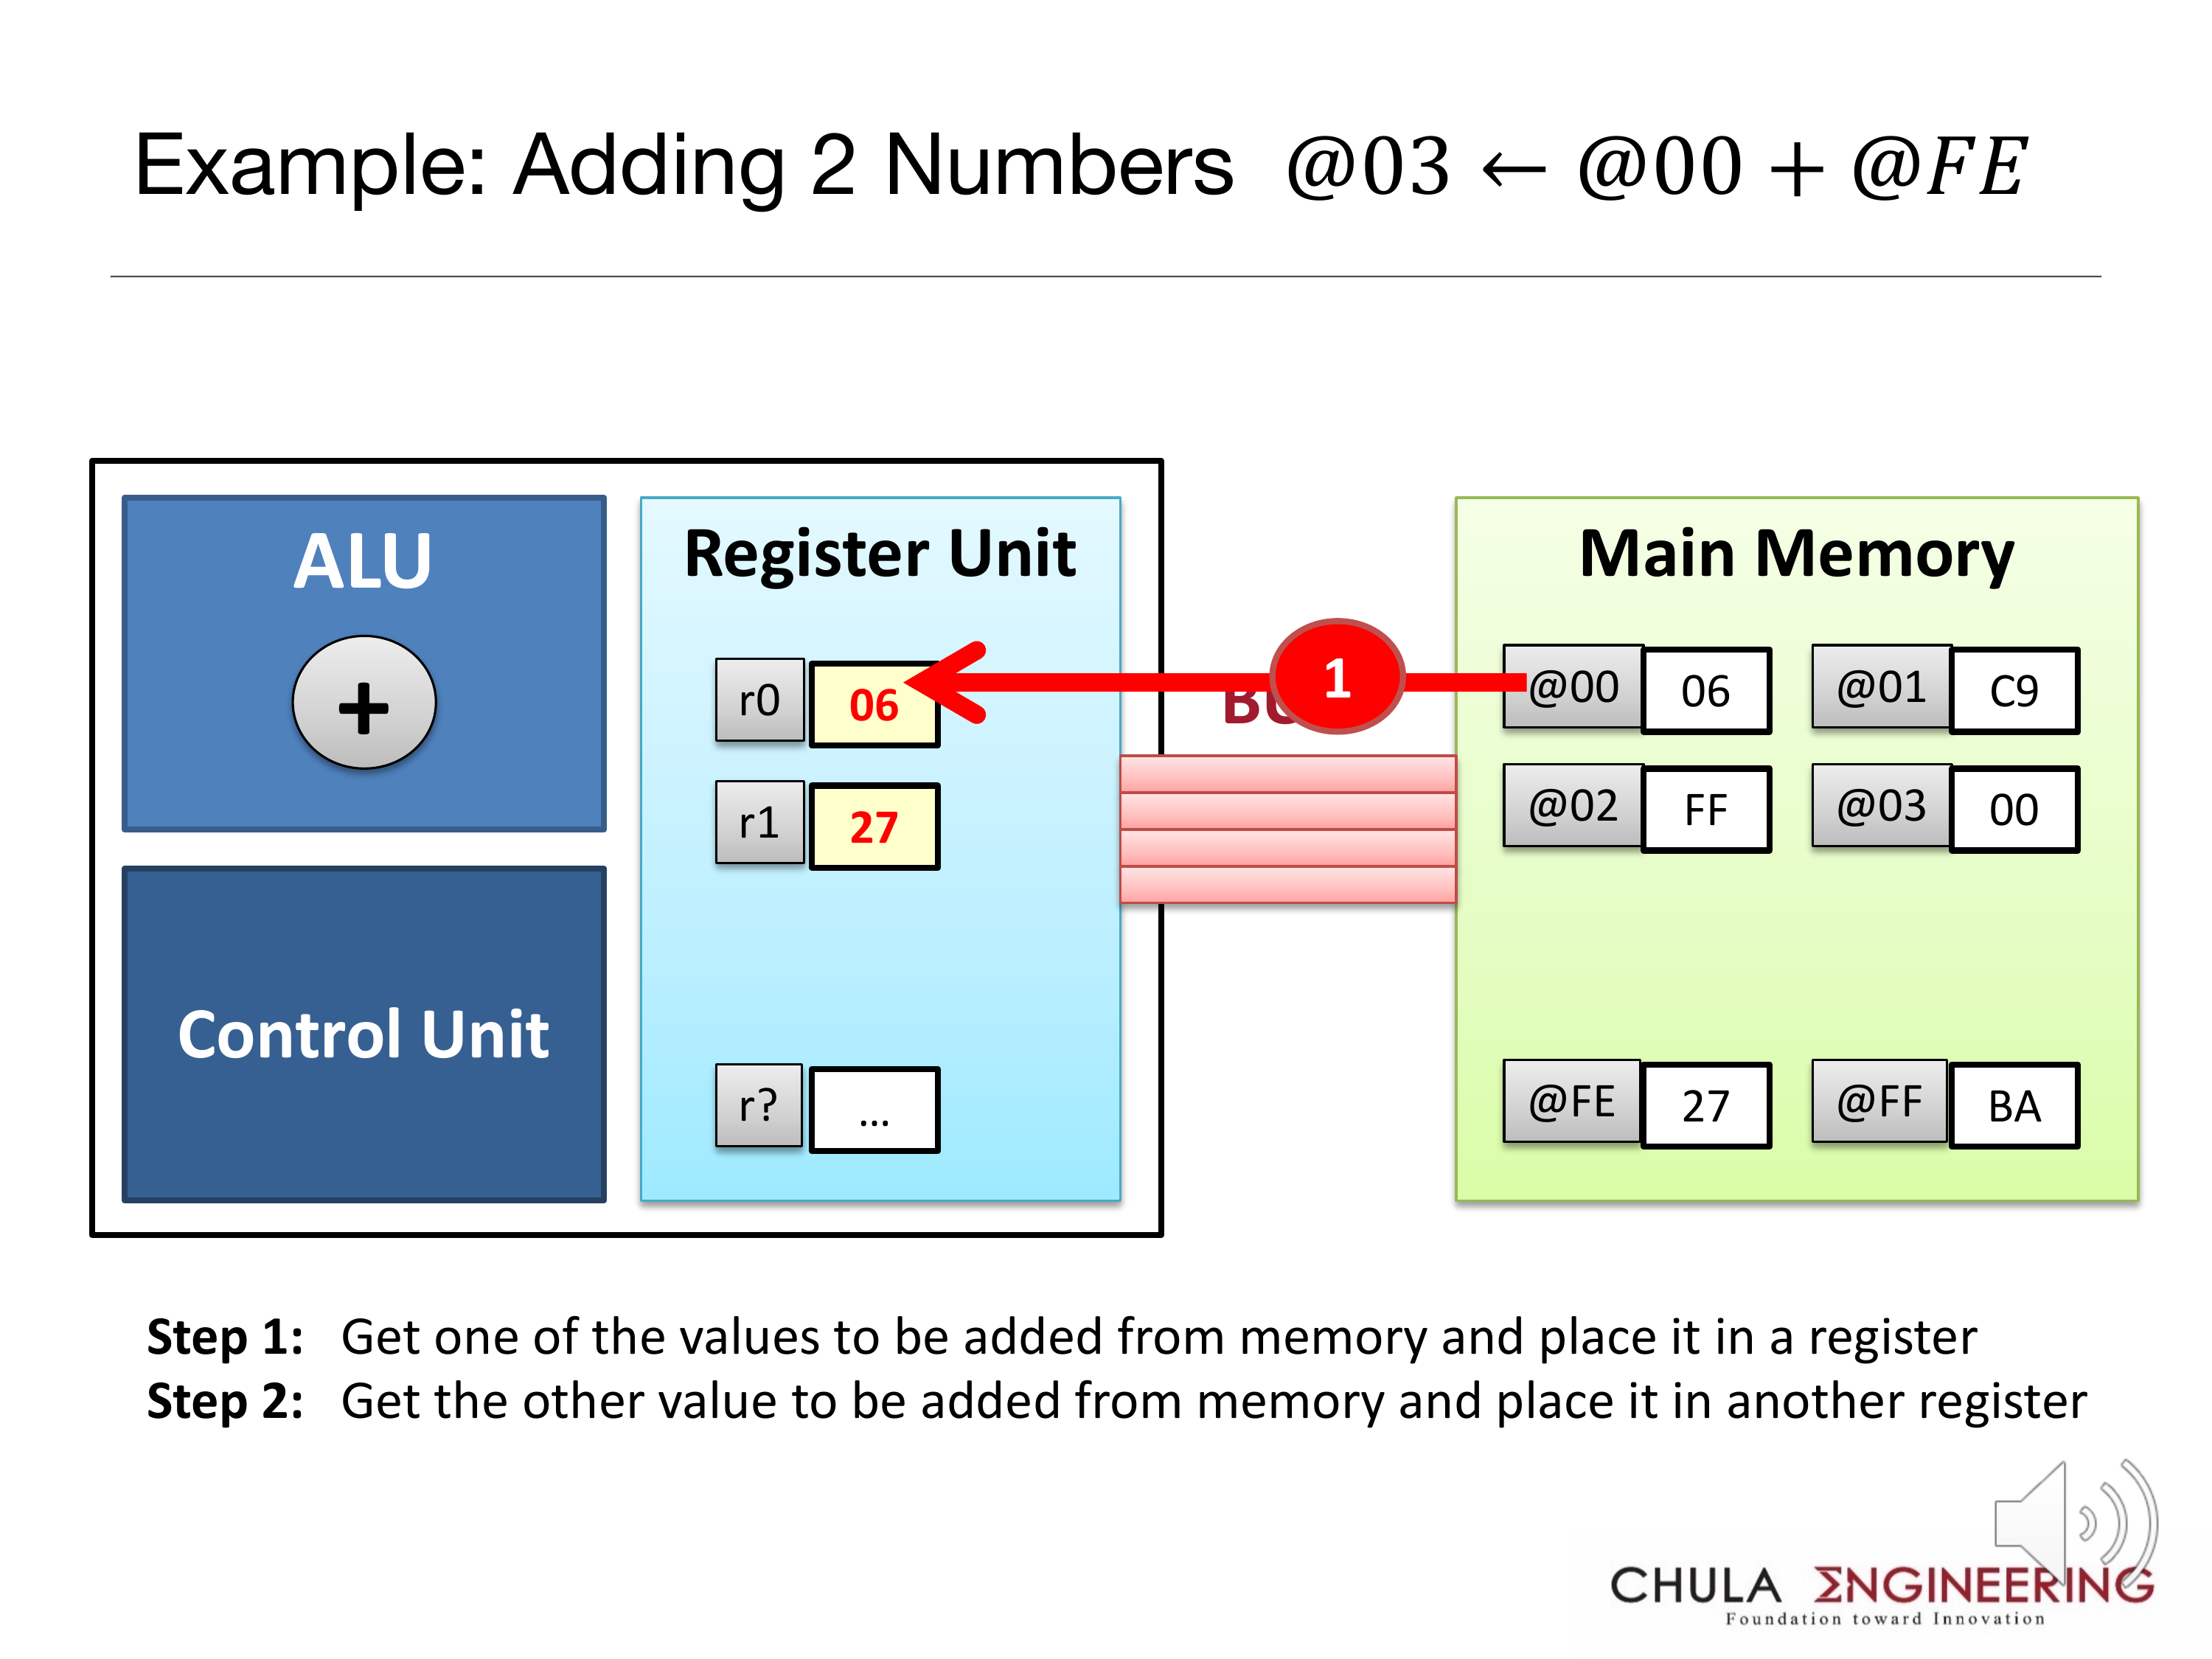 Example: Adding 2 Numbers @03 ← @00 + @FE
ALU
+
Control Unit
Register Unit
r0 06
r1 27
r? ...
1
Main Memory
@00 06 @01 C9
@02 FF @03 00
@FE 27 @FF BA
Step 1: Get one of the values to be added from memory and place it in a register
Step 2: Get the other value to be added from memory and place it in another register
CHULA ΣNGINEERING
Foundation toward Innovation